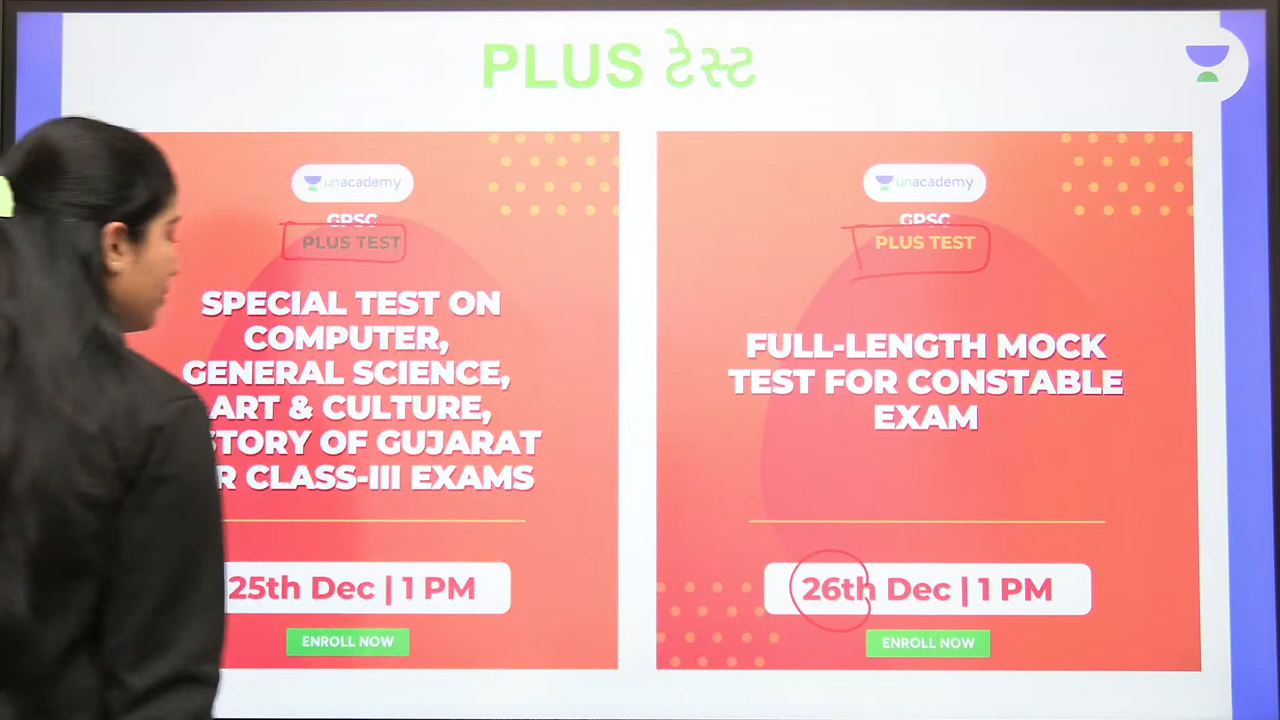 PLUS ટેસ્ટ
unacademy
GPSC
PLUS TEST
SPECIAL TEST ON
COMPUTER,
GENERAL SCIENCE,
ART & CULTURE,
STORY OF GUJARAT
R CLASS-III EXAMS
25th Dec | 1 PM
ENROLL NOW
unacademy
GPSC
PLUS TEST
FULL-LENGTH MOCK
TEST FOR CONSTABLE
EXAM
26th Dec | 1 PM
ENROLL NOW